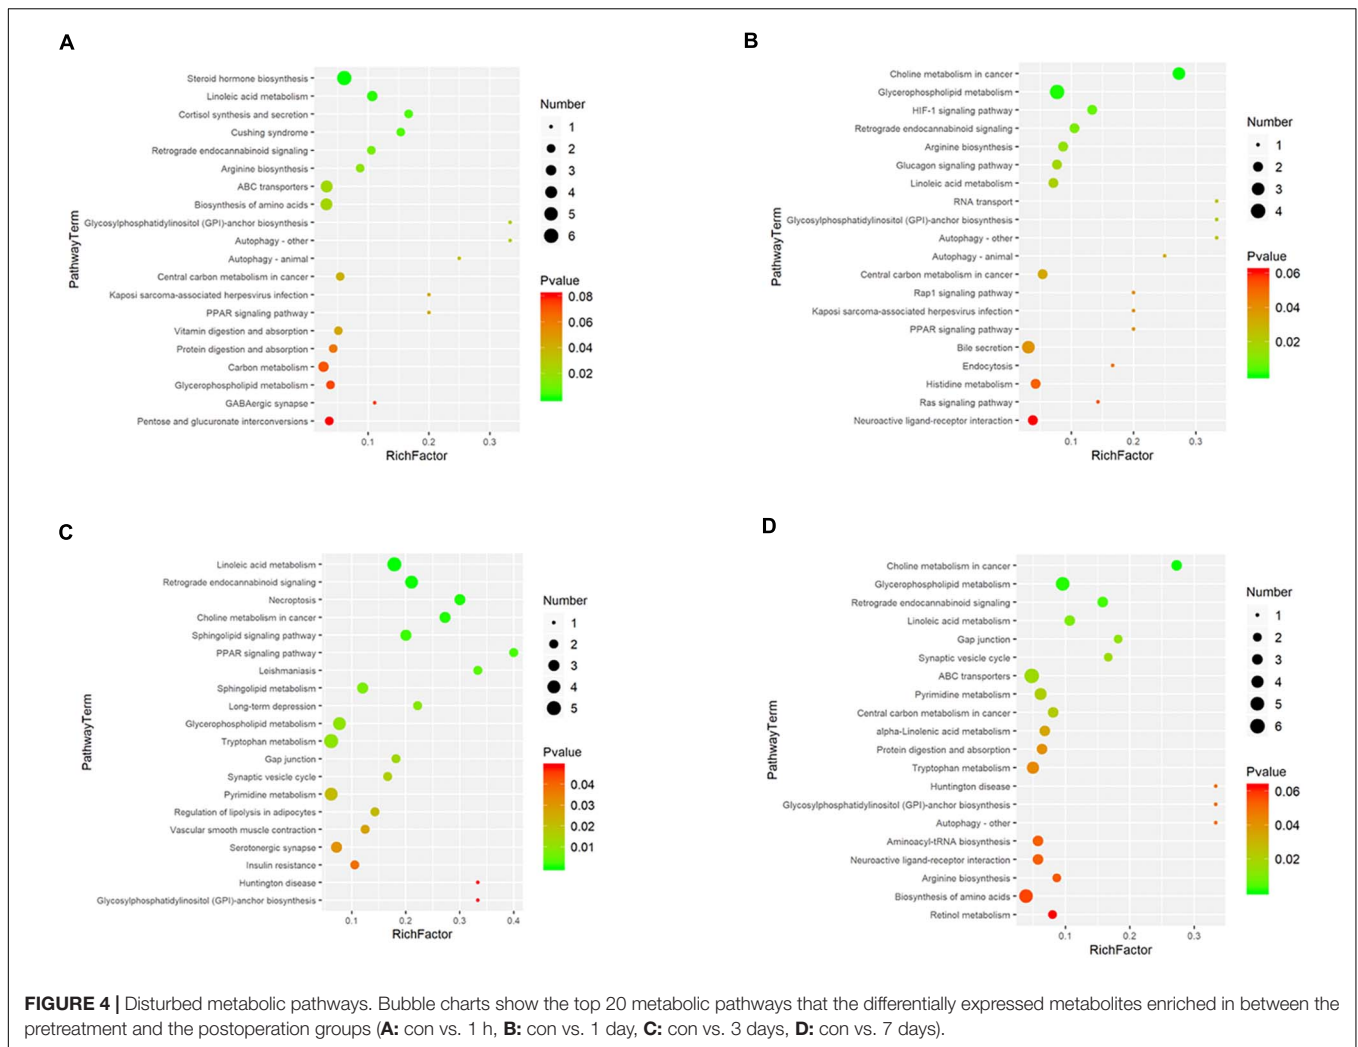 A
Steroid hormone biosynthesis
Linoleic acid metabolism
Cortisol synthesis and secretion
Cushing syndrome
Retrograde endocannabinoid signaling
Arginine biosynthesis
ABC transporters
Biosynthesis of amino acids
Glycosylphosphatidylinositol (GPI)-anchor biosynthesis
Autophagy - other
Autophagy - animal
Central carbon metabolism in cancer
Kaposi sarcoma-associated herpesvirus infection
PPAR signaling pathway
Vitamin digestion and absorption
Protein digestion and absorption
Carbon metabolism
Glycerophospholipid metabolism
GABAergic synapse
Pentose and glucuronate interconversions
PathwayTerm
0.1 0.2 0.3
RichFactor
Number
1
2
3
4
5
6
Pvalue
0.08
0.06
0.04
0.02
B
Choline metabolism in cancer
Glycerophospholipid metabolism
HIF-1 signaling pathway
Retrograde endocannabinoid signaling
Arginine biosynthesis
Glucagon signaling pathway
Linoleic acid metabolism
RNA transport
Glycosylphosphatidylinositol (GPI)-anchor biosynthesis
Autophagy - other
Autophagy - animal
Central carbon metabolism in cancer
Rap1 signaling pathway
Kaposi sarcoma-associated herpesvirus infection
PPAR signaling pathway
Bile secretion
Endocytosis
Histidine metabolism
Ras signaling pathway
Neuroactive ligand-receptor interaction
PathwayTerm
0.1 0.2 0.3
RichFactor
Number
1
2
3
4
Pvalue
0.06
0.04
0.02
C
Linoleic acid metabolism
Retrograde endocannabinoid signaling
Necroptosis
Choline metabolism in cancer
Sphingolipid signaling pathway
PPAR signaling pathway
Leishmaniasis
Sphingolipid metabolism
Long-term depression
Glycerophospholipid metabolism
Tryptophan metabolism
Gap junction
Synaptic vesicle cycle
Pyrimidine metabolism
Regulation of lipolysis in adipocytes
Vascular smooth muscle contraction
Serotonergic synapse
Insulin resistance
Huntington disease
Glycosylphosphatidylinositol (GPI)-anchor biosynthesis
PathwayTerm
0.1 0.2 0.3 0.4
RichFactor
Number
1
2
3
4
5
Pvalue
0.04
0.03
0.02
0.01
D
Choline metabolism in cancer
Glycerophospholipid metabolism
Retrograde endocannabinoid signaling
Linoleic acid metabolism
Gap junction
Synaptic vesicle cycle
ABC transporters
Pyrimidine metabolism
Central carbon metabolism in cancer
alpha-Linolenic acid metabolism
Protein digestion and absorption
Tryptophan metabolism
Huntington disease
Glycosylphosphatidylinositol (GPI)-anchor biosynthesis
Autophagy - other
Aminoacyl-tRNA biosynthesis
Neuroactive ligand-receptor interaction
Arginine biosynthesis
Biosynthesis of amino acids
Retinol metabolism
PathwayTerm
0.1 0.2 0.3
RichFactor
Number
1
2
3
4
5
6
Pvalue
0.06
0.04
0.02
FIGURE 4 | Disturbed metabolic pathways. Bubble charts show the top 20 metabolic pathways that the differentially expressed metabolites enriched in between the
pretreatment and the postoperation groups (A: con vs. 1 h, B: con vs. 1 day, C: con vs. 3 days, D: con vs. 7 days).